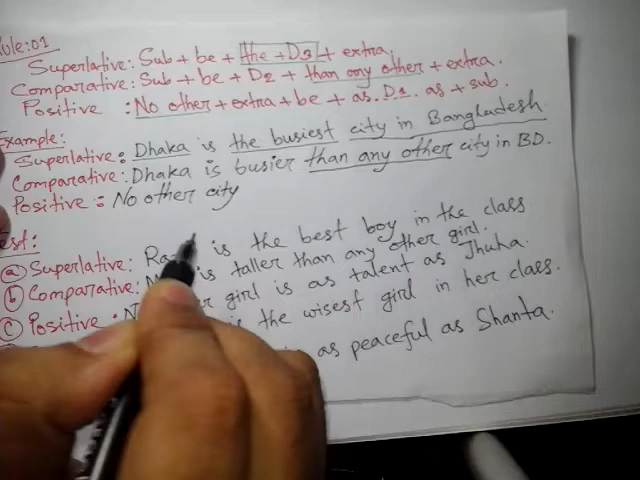 Rule:01
Superlative: Sub + be + the + D3 + extra.
Comparative: Sub + be + D2 + than any other + extra.
Positive : No other + extra + be + as D1 as + sub.
Example:
Superlative: Dhaka is the busiest city in Bangladesh
Comparative: Dhaka is busier than any other city in BD.
Positive : No other city
Test:
(a) Superlative: is the best boy in the class
(b) Comparative: is taller than any other girl.
(c) Positive : girl is as talent as Jhuha.
is the wisest girl in her class.
as peaceful as Shanta.